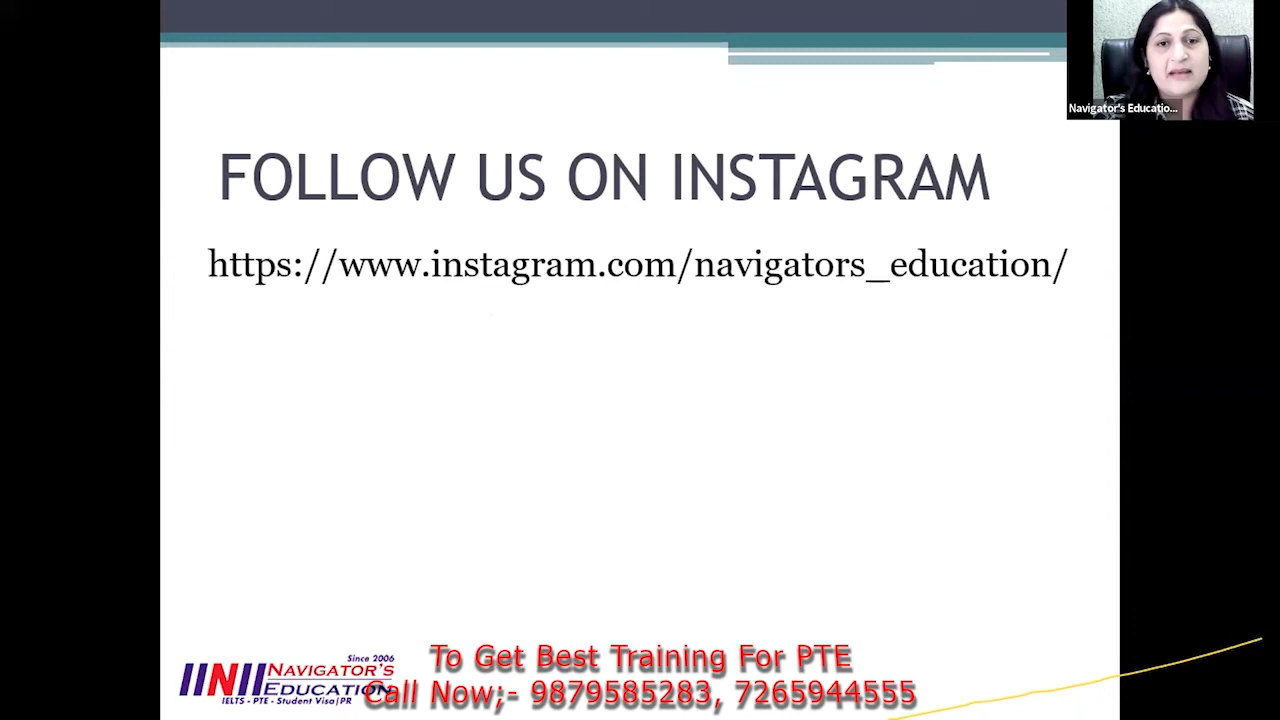 Navigator's Educatio...
FOLLOW US ON INSTAGRAM
https://www.instagram.com/navigators_education/
Since 2006
NAVIGATOR'S
EDUCATION
IELTS - PTE - Student Visa|PR
To Get Best Training For PTE
Call Now;- 9879585283, 7265944555